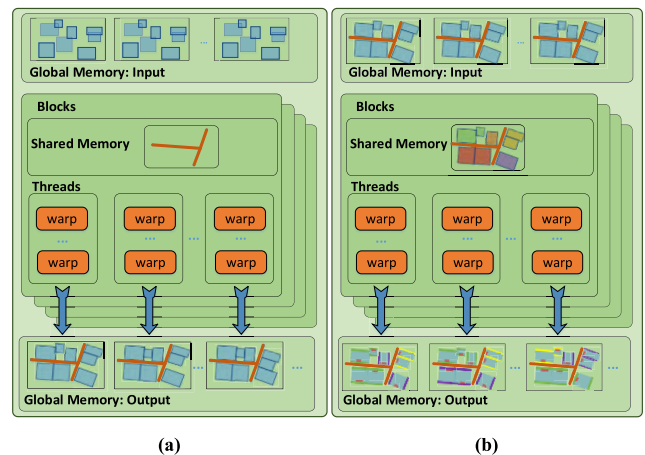 Global Memory: Input
Blocks
Shared Memory
Threads
warp warp warp
... ... ...
warp warp warp
Global Memory: Output
(a)
Global Memory: Input
Blocks
Shared Memory
Threads
warp warp warp
... ... ...
warp warp warp
Global Memory: Output
(b)